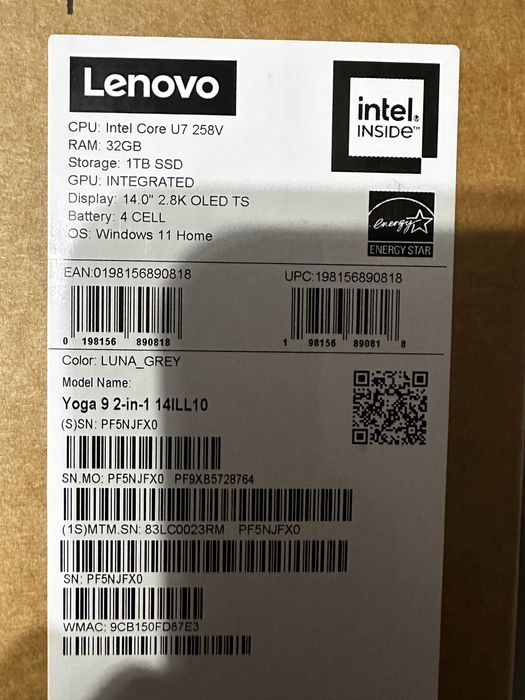 Lenovo
intel.
INSIDE™
CPU: Intel Core U7 258V
RAM: 32GB
Storage: 1TB SSD
GPU: INTEGRATED
Display: 14.0" 2.8K OLED TS
Battery: 4 CELL
OS: Windows 11 Home
energy
ENERGY STAR
EAN:0198156890818
UPC:198156890818
0 198156 890818
1 98156 89081 8
Color: LUNA_GREY
Model Name:
Yoga 9 2-in-1 14ILL10
(S)SN: PF5NJFX0
SN.MO: PF5NJFX0 PF9XB5728764
(1S)MTM.SN: 83LC0023RM PF5NJFX0
SN: PF5NJFX0
WMAC: 9CB150FD87E3